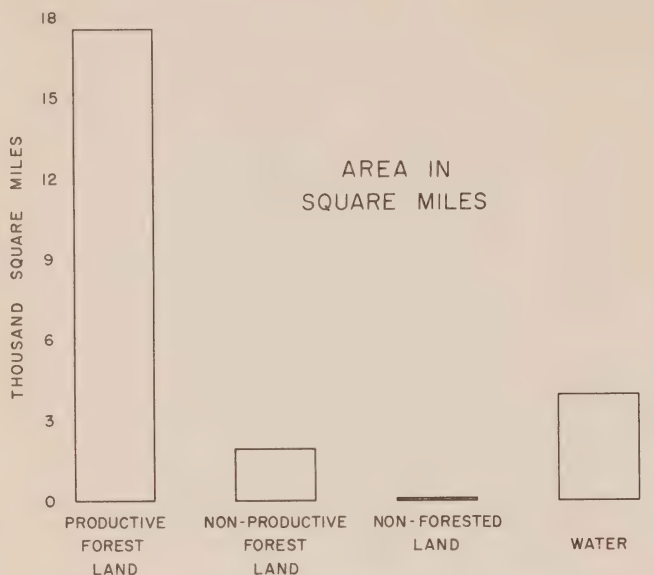 18
15
12
9
6
3
0
THOUSAND SQUARE MILES
AREA IN
SQUARE MILES
PRODUCTIVE
FOREST
LAND
NON-PRODUCTIVE
FOREST
LAND
NON-FORESTED
LAND
WATER